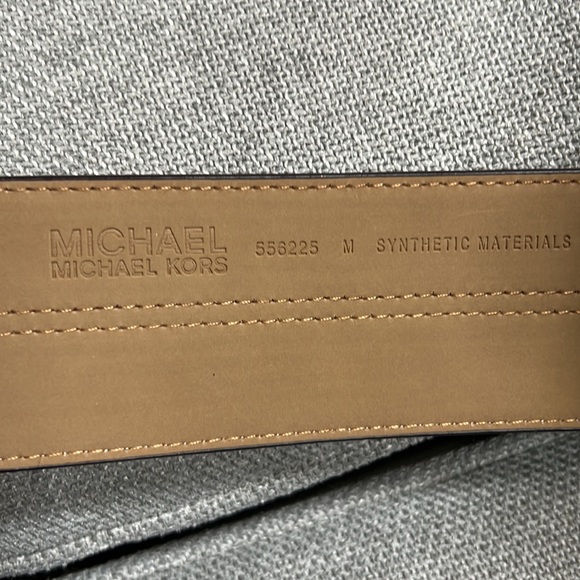 MICHAEL
MICHAEL KORS
556225 M SYNTHETIC MATERIALS